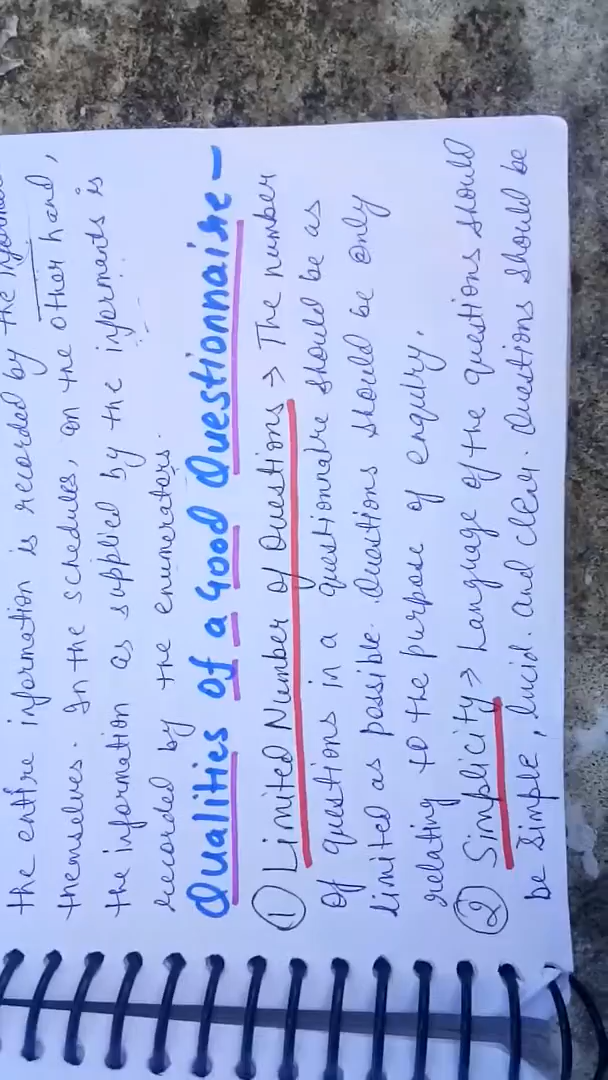 the entire information is recorded by the
themselves. In the schedules, on the other hand,
the information as supplied by the informants is
recorded by the enumerators.
Qualities of a Good Questionnaire -
① Limited Number of Questions → The number
of questions in a questionnaire should be as
limited as possible. Questions should be only
relating to the purpose of enquiry.
② Simplicity → Language of the questions should
be simple, lucid. and clear. Questions should be